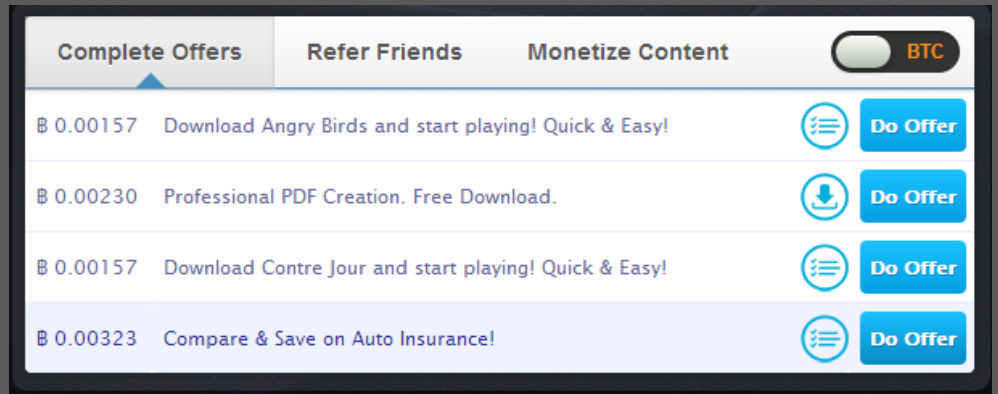 Complete Offers Refer Friends Monetize Content BTC
฿ 0.00157 Download Angry Birds and start playing! Quick & Easy! Do Offer
฿ 0.00230 Professional PDF Creation. Free Download. Do Offer
฿ 0.00157 Download Contre Jour and start playing! Quick & Easy! Do Offer
฿ 0.00323 Compare & Save on Auto Insurance! Do Offer